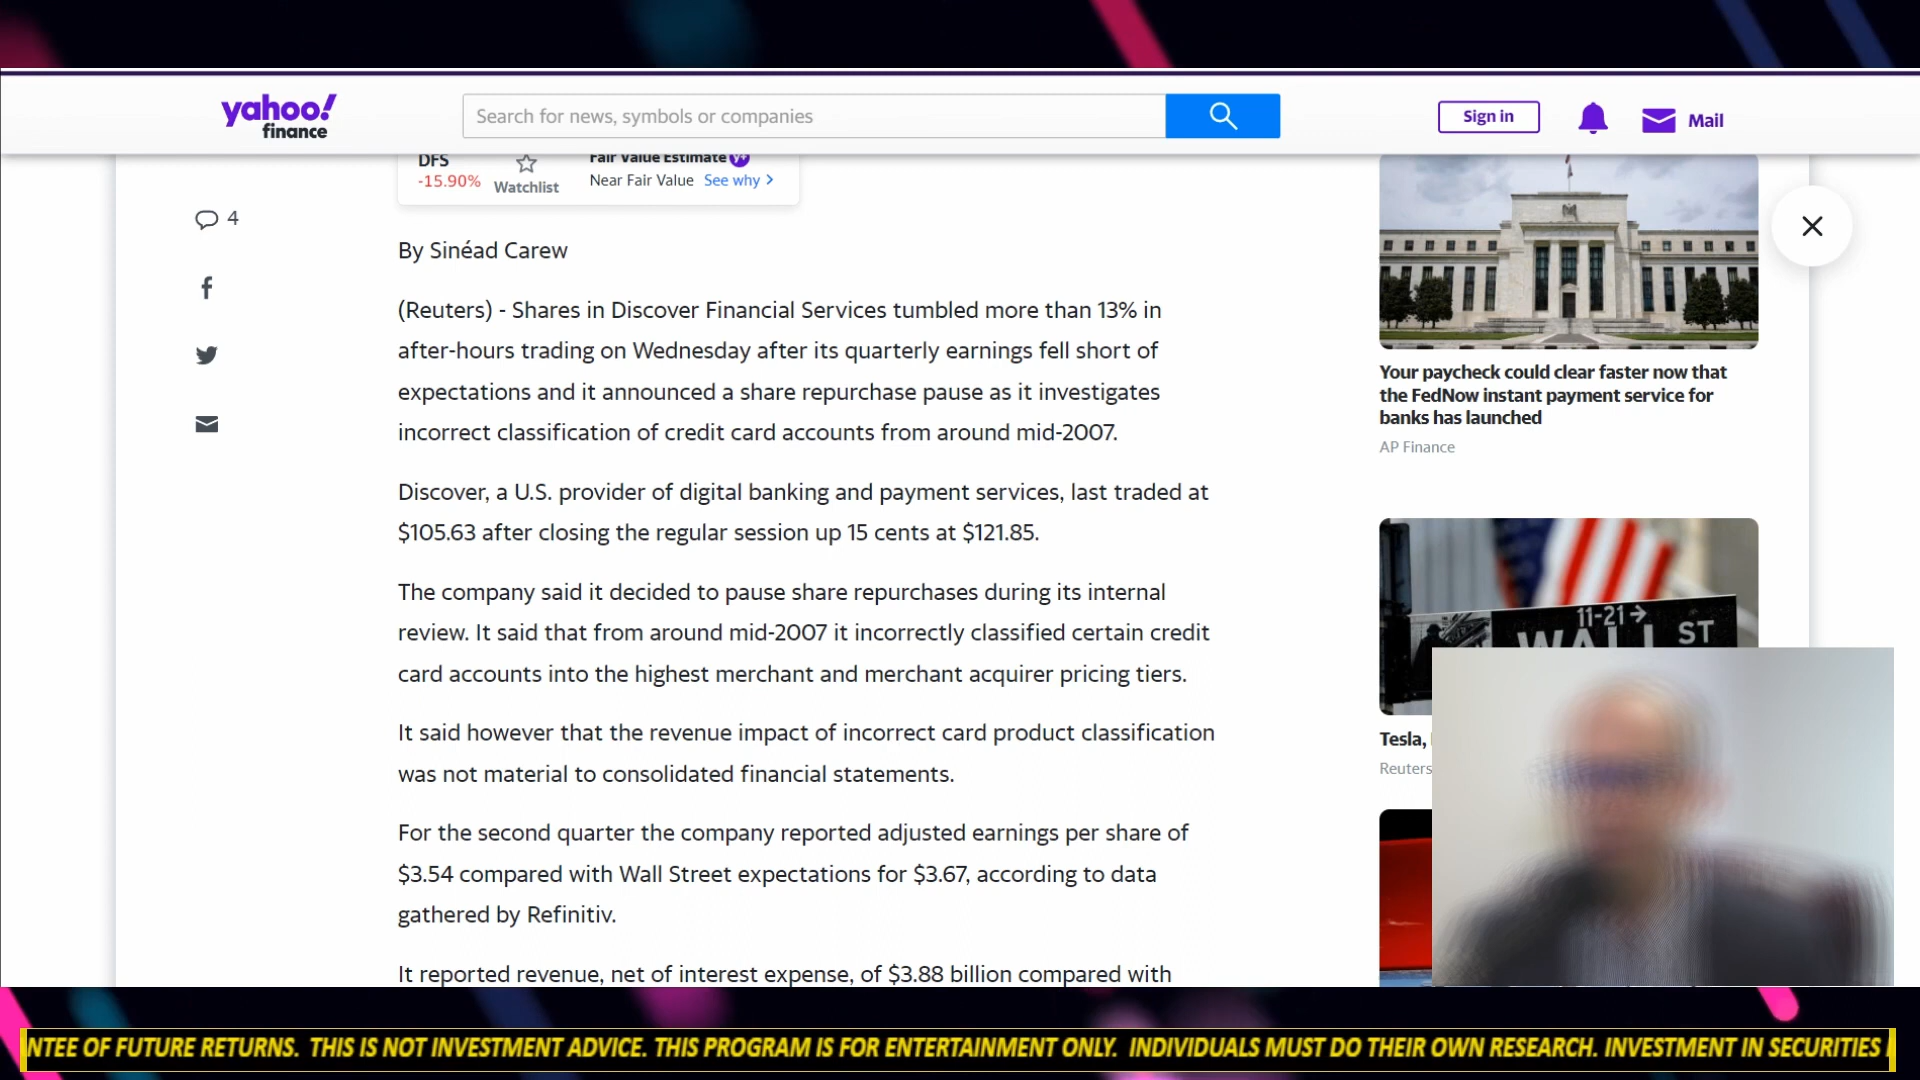 yahoo!
finance
Search for news, symbols or companies
Sign in
Mail
DFS
-15.90%
Watchlist
Fair Value Estimate
Near Fair Value See why
4
By Sinéad Carew
(Reuters) - Shares in Discover Financial Services tumbled more than 13% in
after-hours trading on Wednesday after its quarterly earnings fell short of
expectations and it announced a share repurchase pause as it investigates
incorrect classification of credit card accounts from around mid-2007.
Discover, a U.S. provider of digital banking and payment services, last traded at
$105.63 after closing the regular session up 15 cents at $121.85.
The company said it decided to pause share repurchases during its internal
review. It said that from around mid-2007 it incorrectly classified certain credit
card accounts into the highest merchant and merchant acquirer pricing tiers.
It said however that the revenue impact of incorrect card product classification
was not material to consolidated financial statements.
For the second quarter the company reported adjusted earnings per share of
$3.54 compared with Wall Street expectations for $3.67, according to data
gathered by Refinitiv.
It reported revenue, net of interest expense, of $3.88 billion compared with
Your paycheck could clear faster now that
the FedNow instant payment service for
banks has launched
AP Finance
11-21
WALL ST
Tesla,
Reuters
NTEE OF FUTURE RETURNS. THIS IS NOT INVESTMENT ADVICE. THIS PROGRAM IS FOR ENTERTAINMENT ONLY. INDIVIDUALS MUST DO THEIR OWN RESEARCH. INVESTMENT IN SECURITIES